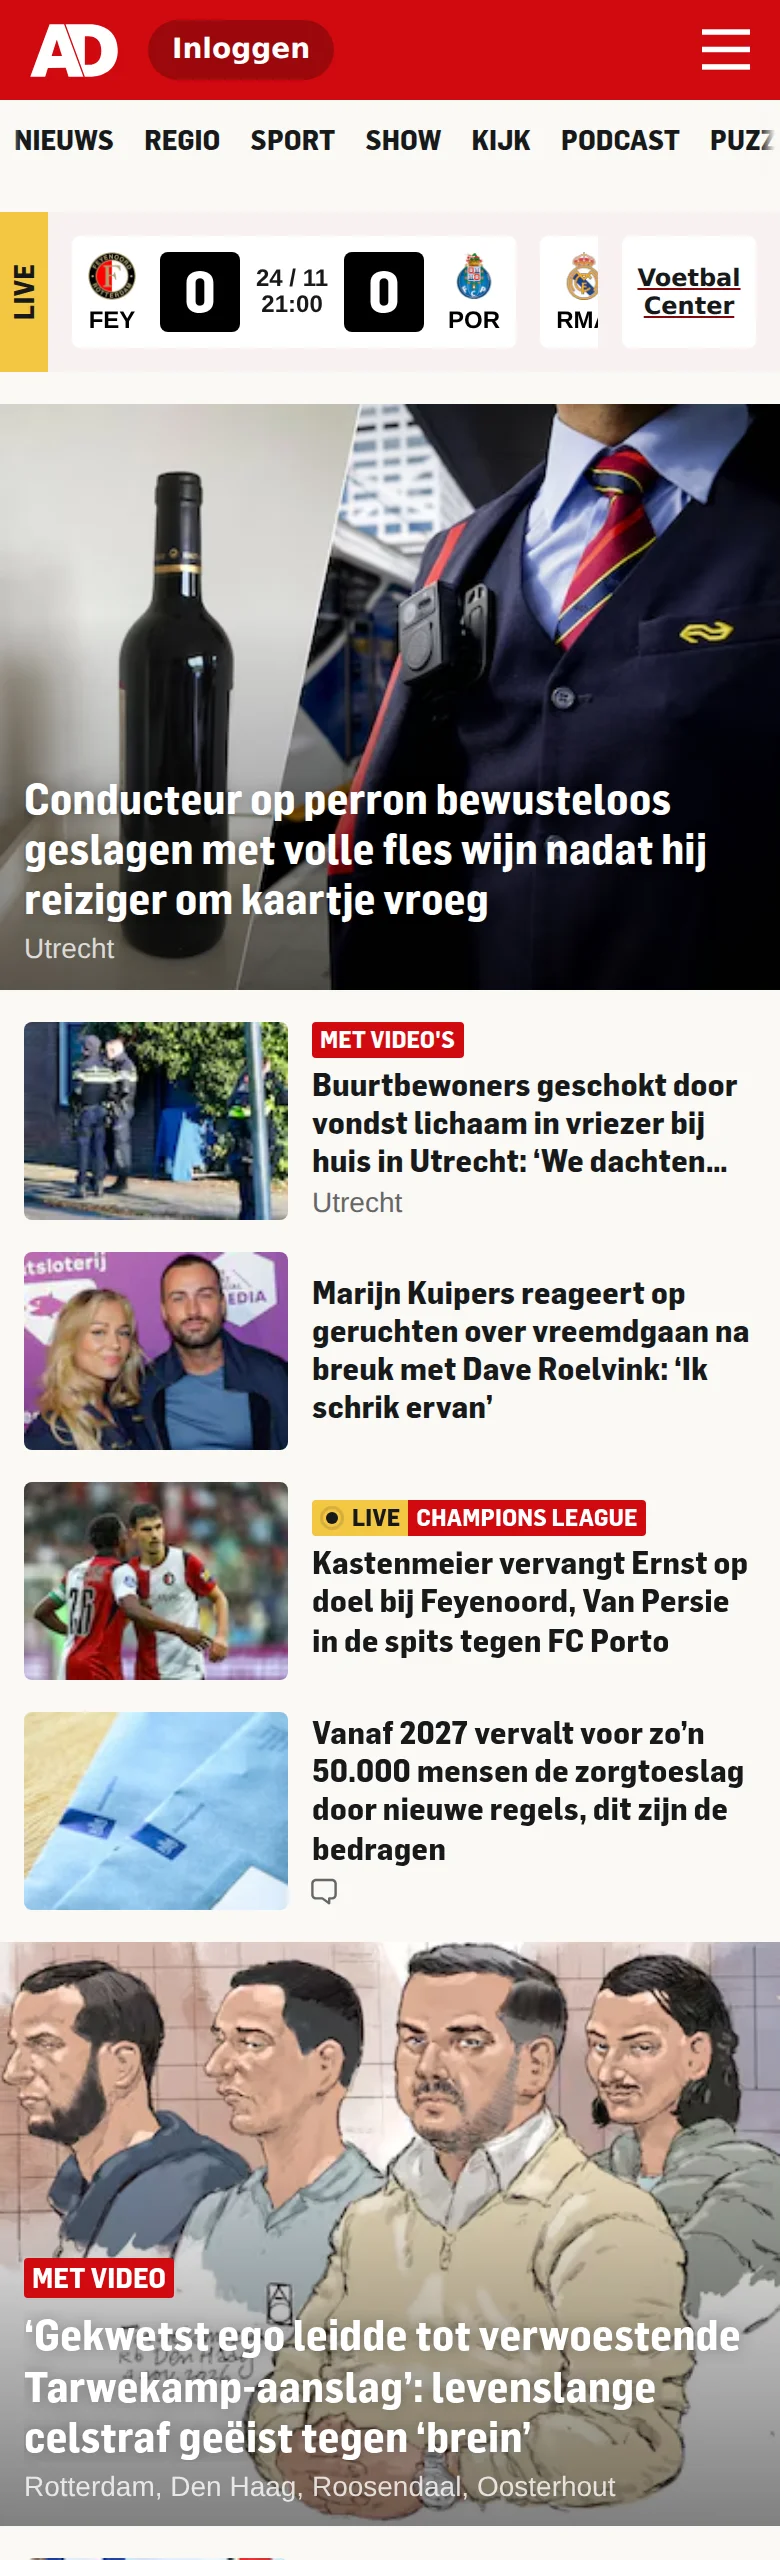 AD
Inloggen
NIEUWS REGIO SPORT SHOW KIJK PODCAST PUZZ
LIVE
FEY
0
24 / 11
21:00
0
POR
RMA
Voetbal
Center
Conducteur op perron bewusteloos
geslagen met volle fles wijn nadat hij
reiziger om kaartje vroeg
Utrecht
MET VIDEO'S
Buurtbewoners geschokt door
vondst lichaam in vriezer bij
huis in Utrecht: ‘We dachten...
Utrecht
tsloterij
EDIA
Marijn Kuipers reageert op
geruchten over vreemdgaan na
breuk met Dave Roelvink: ‘Ik
schrik ervan’
LIVE CHAMPIONS LEAGUE
Kastenmeier vervangt Ernst op
doel bij Feyenoord, Van Persie
in de spits tegen FC Porto
Vanaf 2027 vervalt voor zo’n
50.000 mensen de zorgtoeslag
door nieuwe regels, dit zijn de
bedragen
MET VIDEO
‘Gekwetst ego leidde tot verwoestende
Tarwekamp-aanslag’: levenslange
celstraf geëist tegen ‘brein’
Rotterdam, Den Haag, Roosendaal, Oosterhout